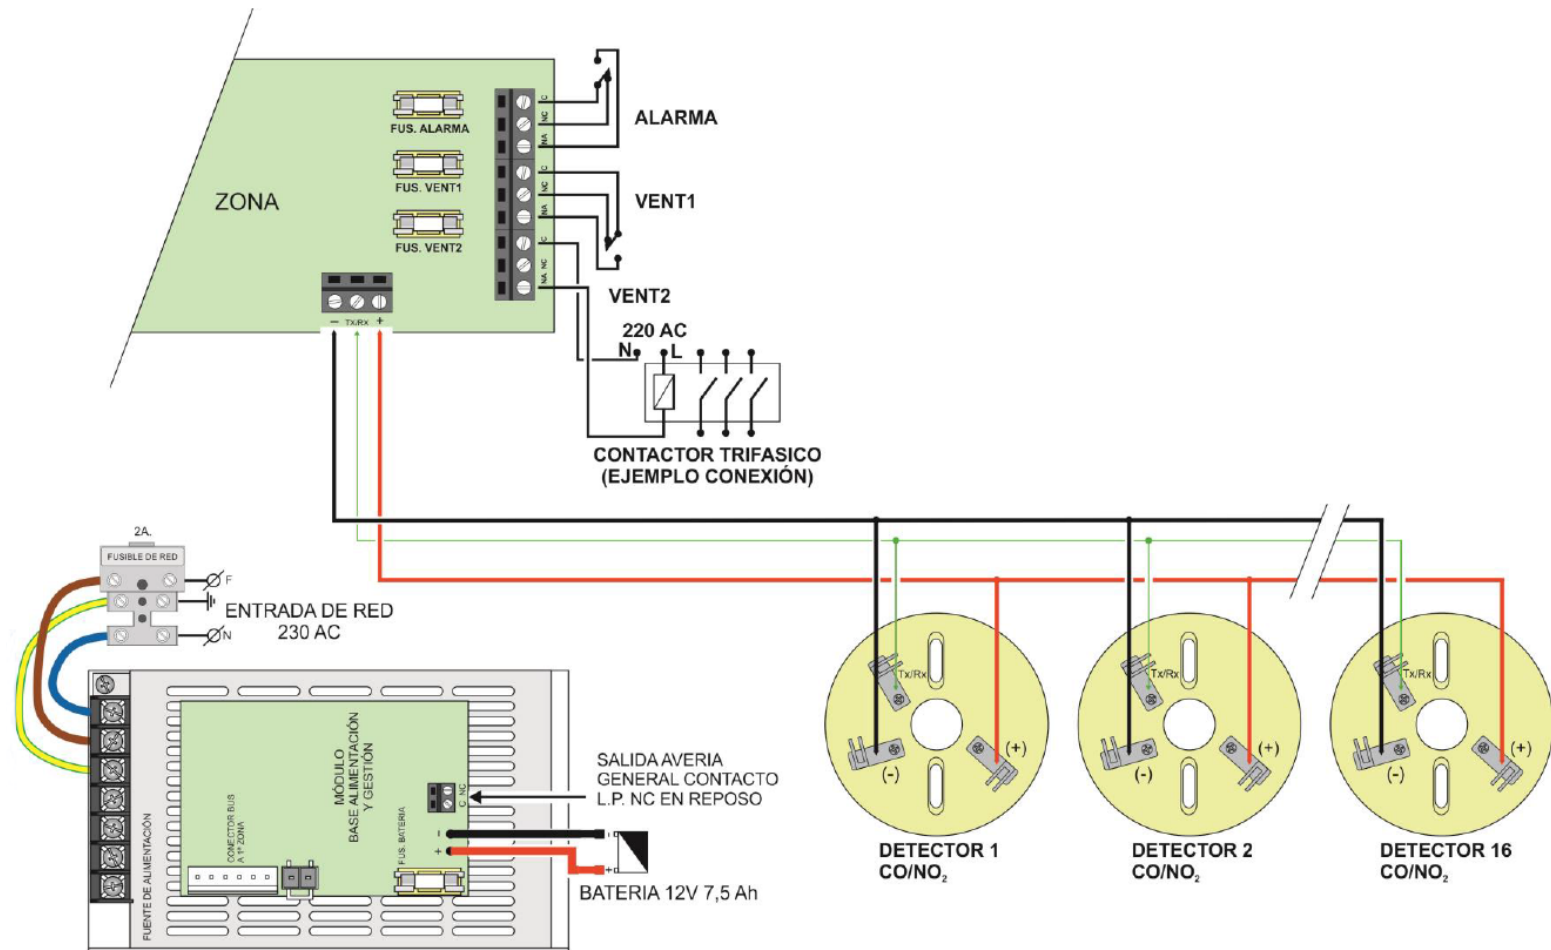 ZONA
FUS. ALARMA
FUS. VENT1
FUS. VENT2
C
NC
NA
C
NC
NA
C
NC
NA
ALARMA
VENT1
VENT2
220 AC
N
L
CONTACTOR TRIFASICO
(EJEMPLO CONEXIÓN)
− Tx/Rx +
2A.
FUSIBLE DE RED
F
N
ENTRADA DE RED
230 AC
FUENTE DE ALIMENTACIÓN
CONECTOR BUS
A 1ª ZONA
MÓDULO
BASE ALIMENTACIÓN
Y GESTIÓN
FUS. BATERIA
C NC
-
+
SALIDA AVERIA
GENERAL CONTACTO
L.P. NC EN REPOSO
-
+
BATERIA 12V 7,5 Ah
Tx/Rx
(-)
(+)
DETECTOR 1
CO/NO₂
Tx/Rx
(-)
(+)
DETECTOR 2
CO/NO₂
Tx/Rx
(-)
(+)
DETECTOR 16
CO/NO₂